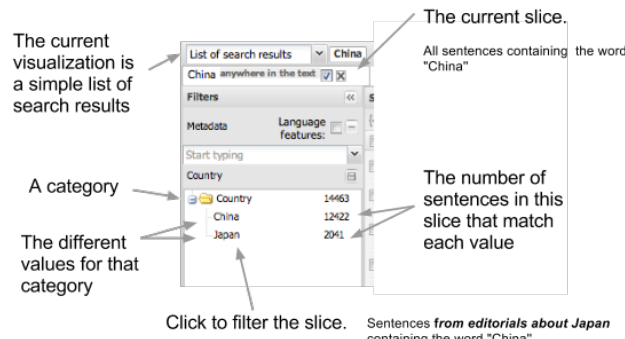 The current slice.
The current
visualization is
a simple list of
search results
List of search results China
All sentences containing the word
"China"
China anywhere in the text
Filters
Metadata Language
features:
Start typing
Country
A category
Country 14463
China 12422
Japan 2041
The number of
sentences in this
slice that match
each value
The different
values for that
category
Click to filter the slice.
Sentences from editorials about Japan
containing the word "China"